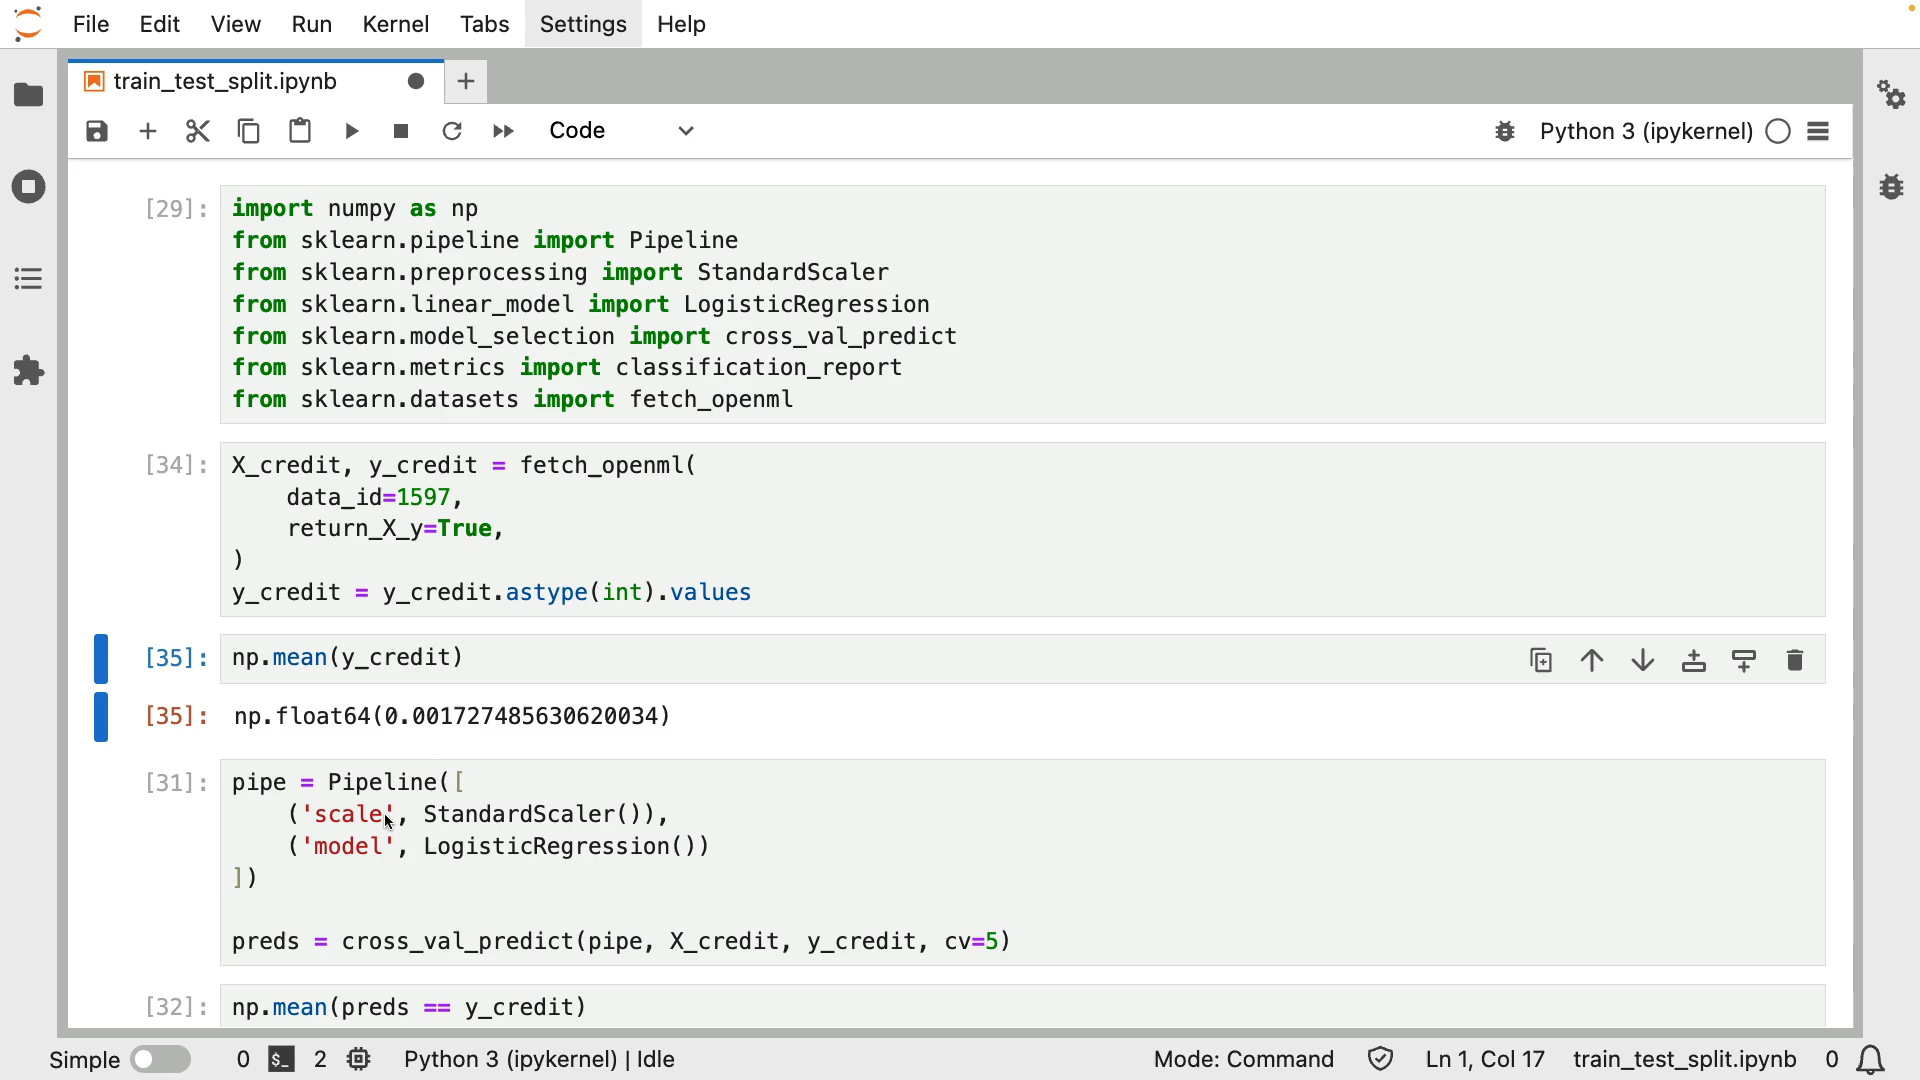 File Edit View Run Kernel Tabs Settings Help
train_test_split.ipynb
Code
Python 3 (ipykernel)
[29]:
import numpy as np
from sklearn.pipeline import Pipeline
from sklearn.preprocessing import StandardScaler
from sklearn.linear_model import LogisticRegression
from sklearn.model_selection import cross_val_predict
from sklearn.metrics import classification_report
from sklearn.datasets import fetch_openml
[34]:
X_credit, y_credit = fetch_openml(
    data_id=1597,
    return_X_y=True,
)
y_credit = y_credit.astype(int).values
[35]: np.mean(y_credit)
[35]: np.float64(0.001727485630620034)
[31]:
pipe = Pipeline([
    ('scale', StandardScaler()),
    ('model', LogisticRegression())
])
preds = cross_val_predict(pipe, X_credit, y_credit, cv=5)
[32]: np.mean(preds == y_credit)
Simple 0 $_ 2 Python 3 (ipykernel) | Idle Mode: Command Ln 1, Col 17 train_test_split.ipynb 0